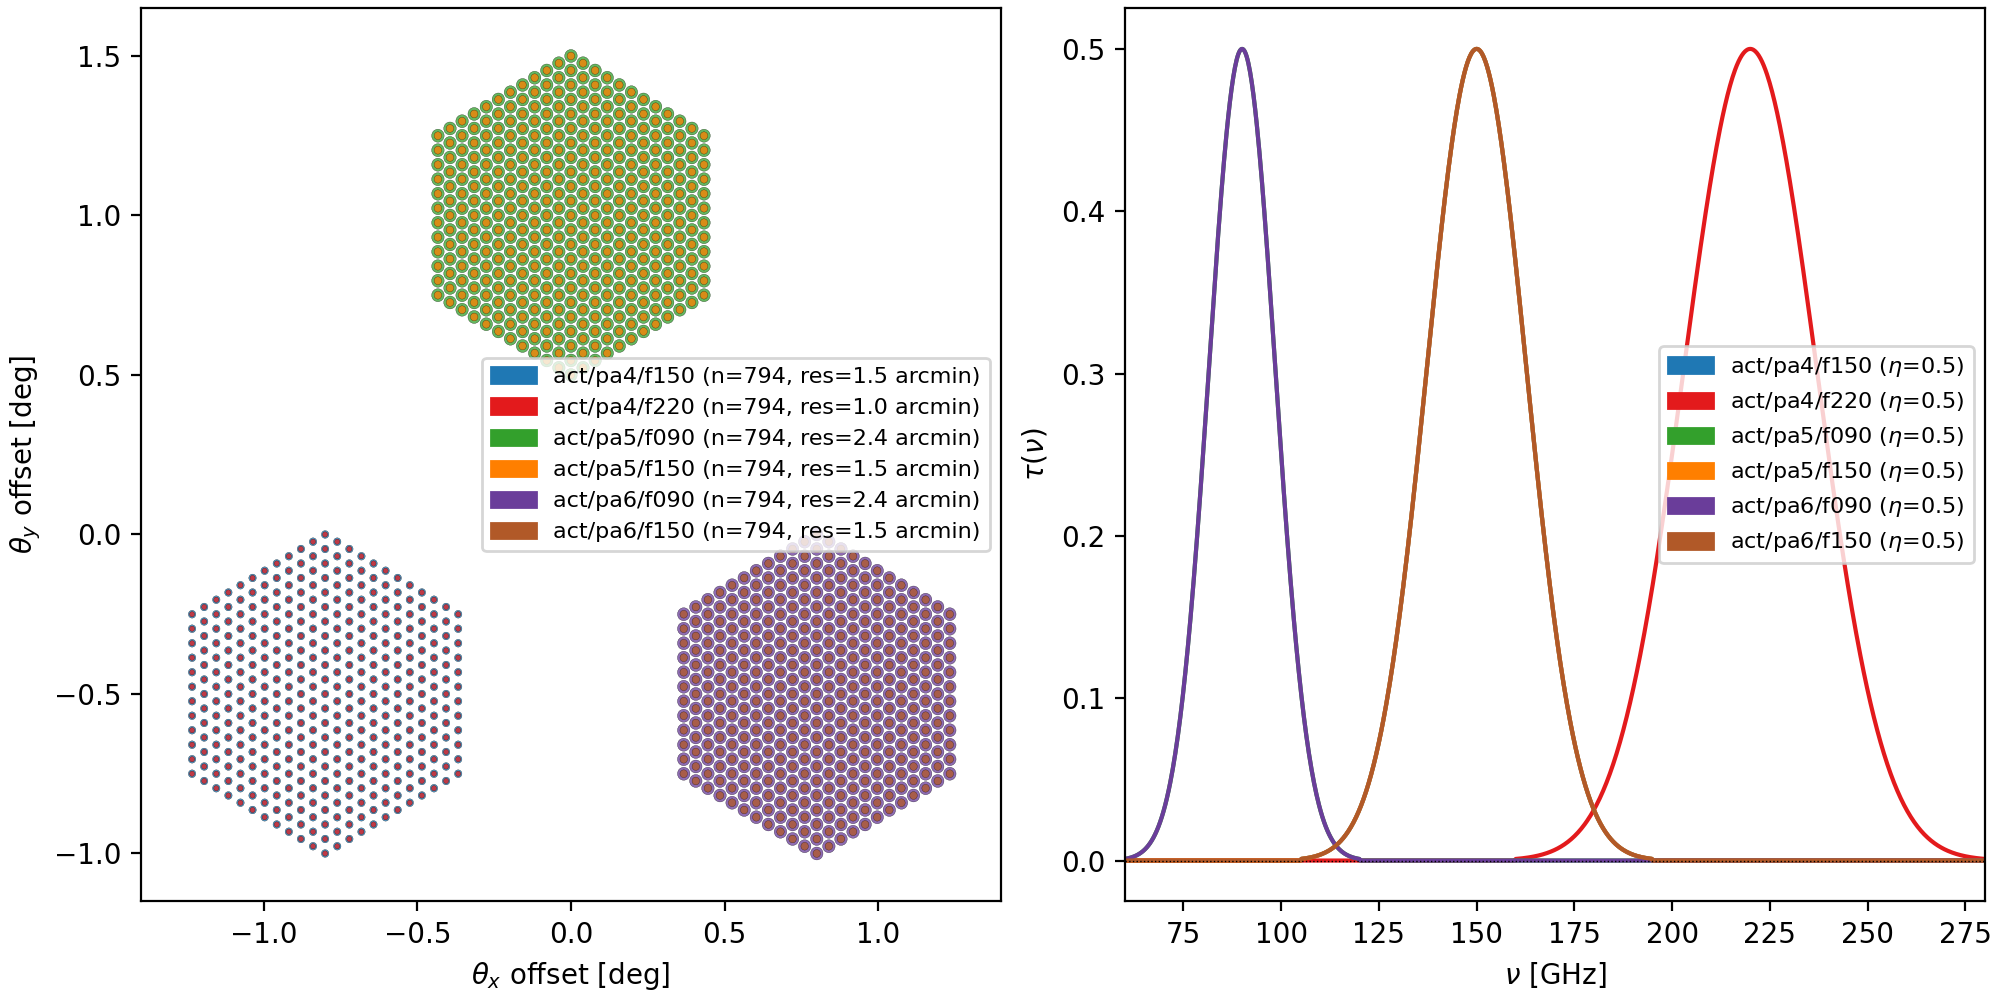 1.5
1.0
0.5
0.0
−0.5
−1.0
θy offset [deg]
act/pa4/f150 (n=794, res=1.5 arcmin)
act/pa4/f220 (n=794, res=1.0 arcmin)
act/pa5/f090 (n=794, res=2.4 arcmin)
act/pa5/f150 (n=794, res=1.5 arcmin)
act/pa6/f090 (n=794, res=2.4 arcmin)
act/pa6/f150 (n=794, res=1.5 arcmin)
−1.0 −0.5 0.0 0.5 1.0
θx offset [deg]
0.5
0.4
0.3
0.2
0.1
0.0
τ(ν)
act/pa4/f150 (η=0.5)
act/pa4/f220 (η=0.5)
act/pa5/f090 (η=0.5)
act/pa5/f150 (η=0.5)
act/pa6/f090 (η=0.5)
act/pa6/f150 (η=0.5)
75 100 125 150 175 200 225 250 275
ν [GHz]